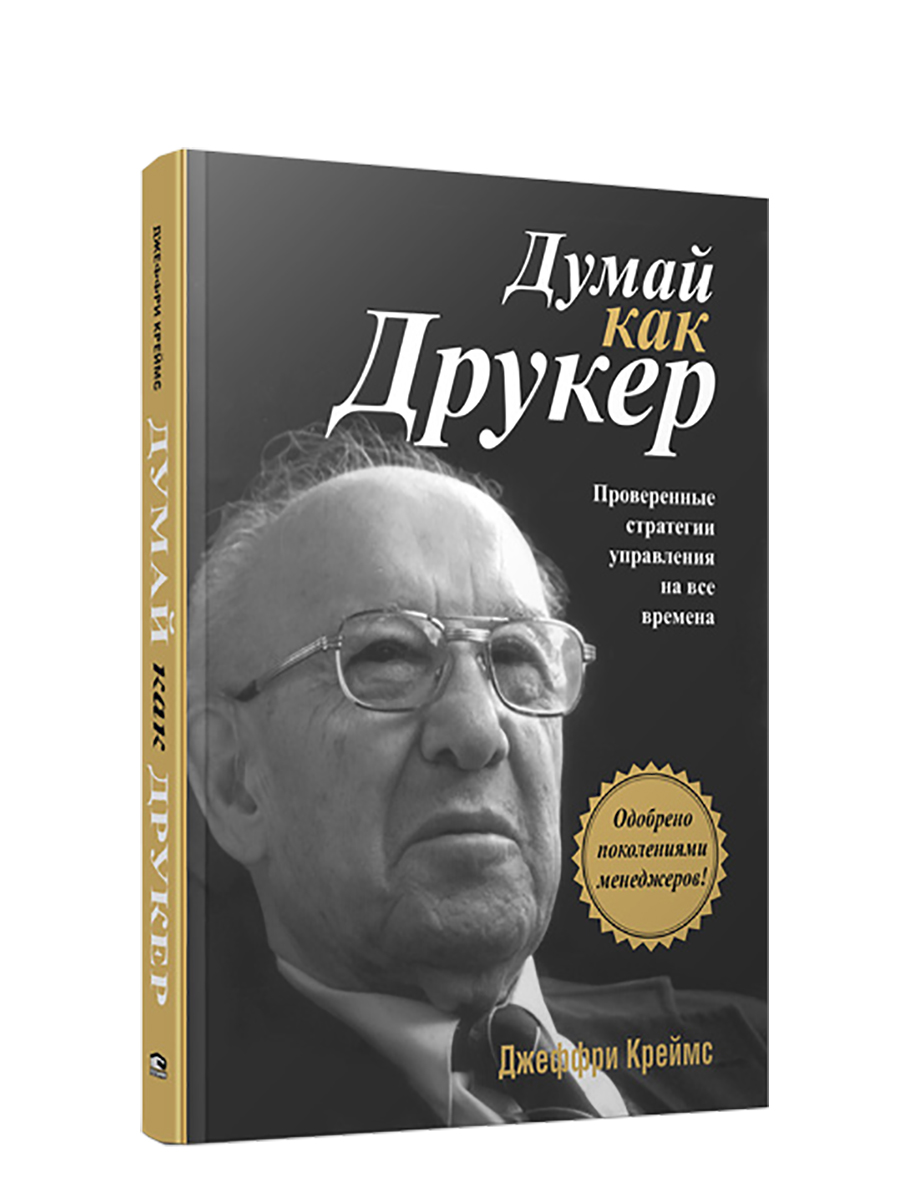 Думай
как
Друкер
Проверенные
стратегии
управления
на все
времена
Одобрено
поколениями
менеджеров!
Джеффри Креймс
ДЖЕФФРИ КРЕЙМС
ДУМАЙ как ДРУКЕР